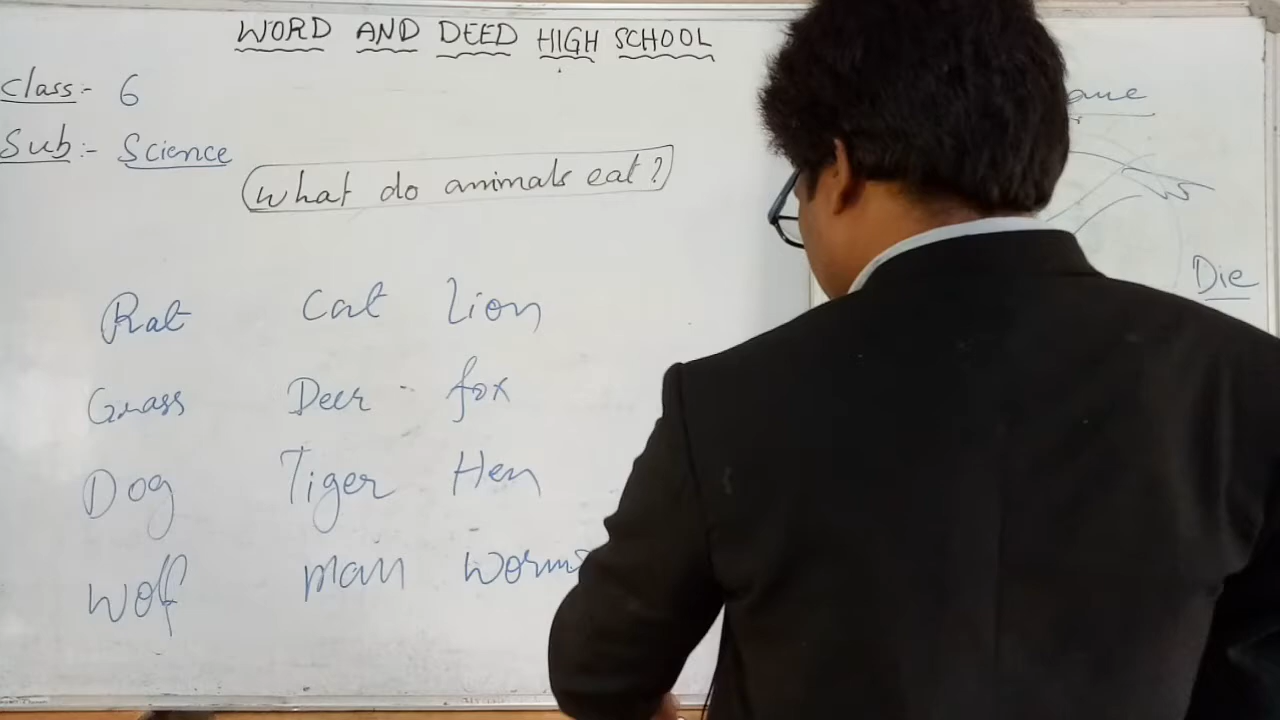 WORD AND DEED HIGH SCHOOL
Class:- 6
Sub:- Science
What do animals eat?
Rat Cat Lion
Grass Deer fox
Dog Tiger Hen
Wolf Man Worms
Die